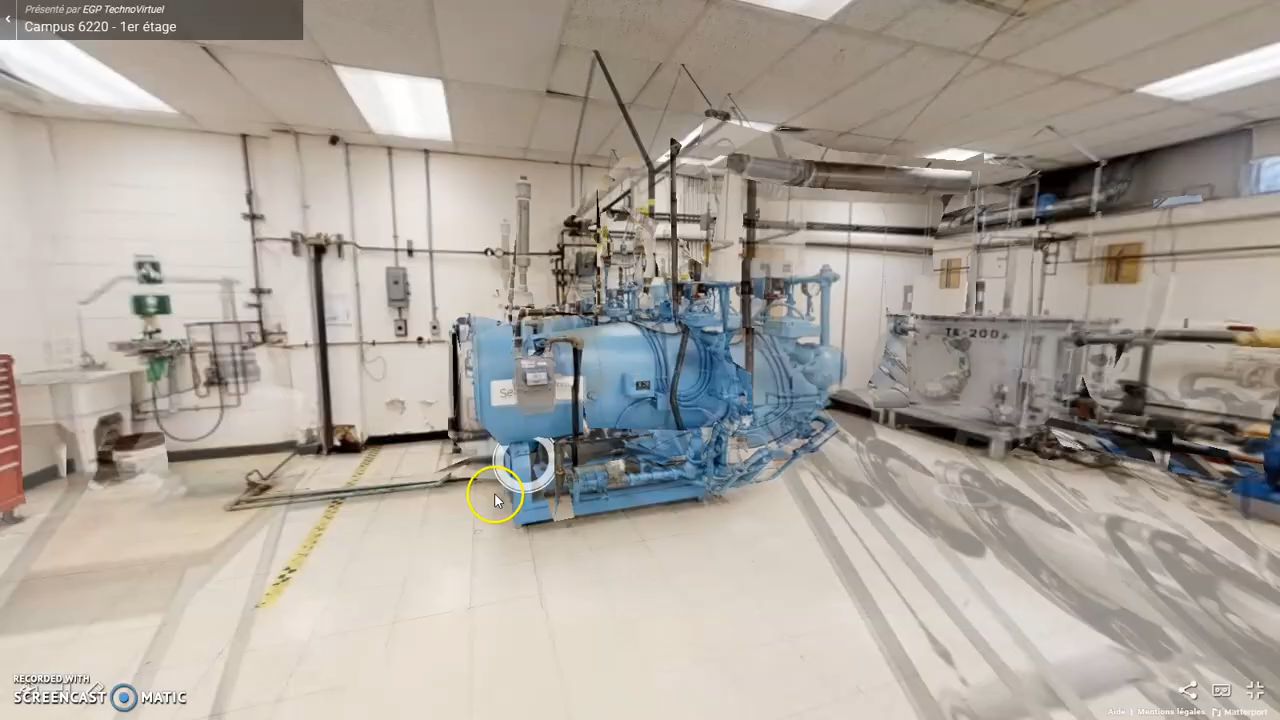 Présenté par EGP TechnoVirtuel
Campus 6220 - 1er étage
TK-200
RECORDED WITH
SCREENCAST MATIC
Aide | Mentions légales | Matterport